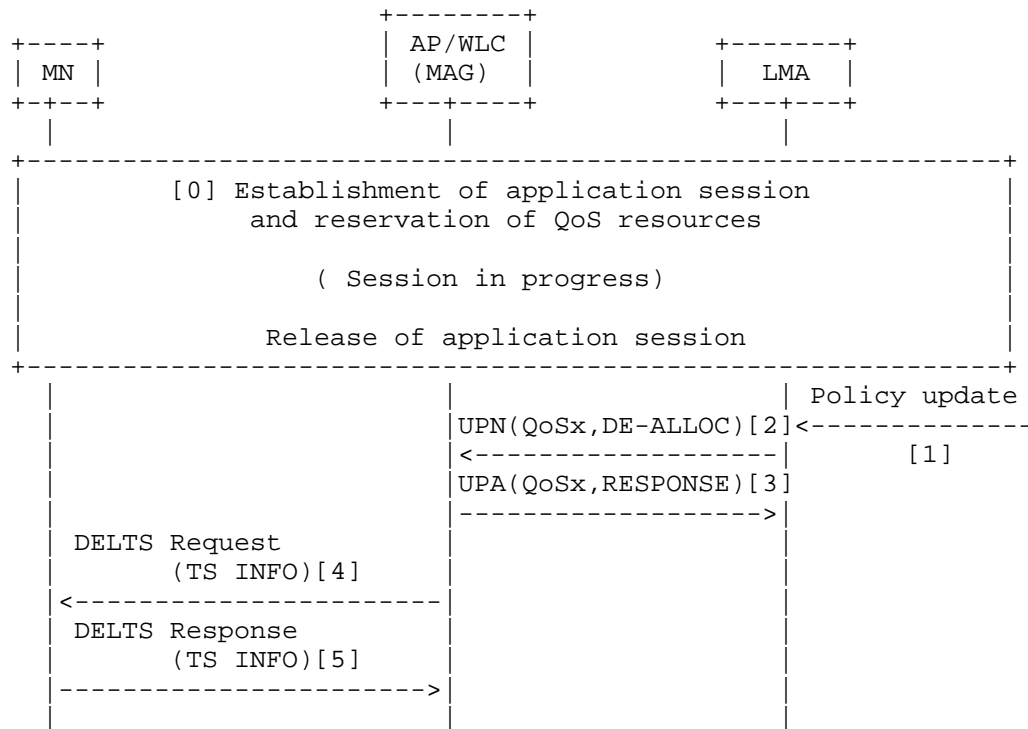 AP/WLC
MN (MAG) LMA
[0] Establishment of application session
and reservation of QoS resources
( Session in progress)
Release of application session
Policy update
UPN(QoSx,DE-ALLOC)[2]
[1]
UPA(QoSx,RESPONSE)[3]
DELTS Request
(TS INFO)[4]
DELTS Response
(TS INFO)[5]